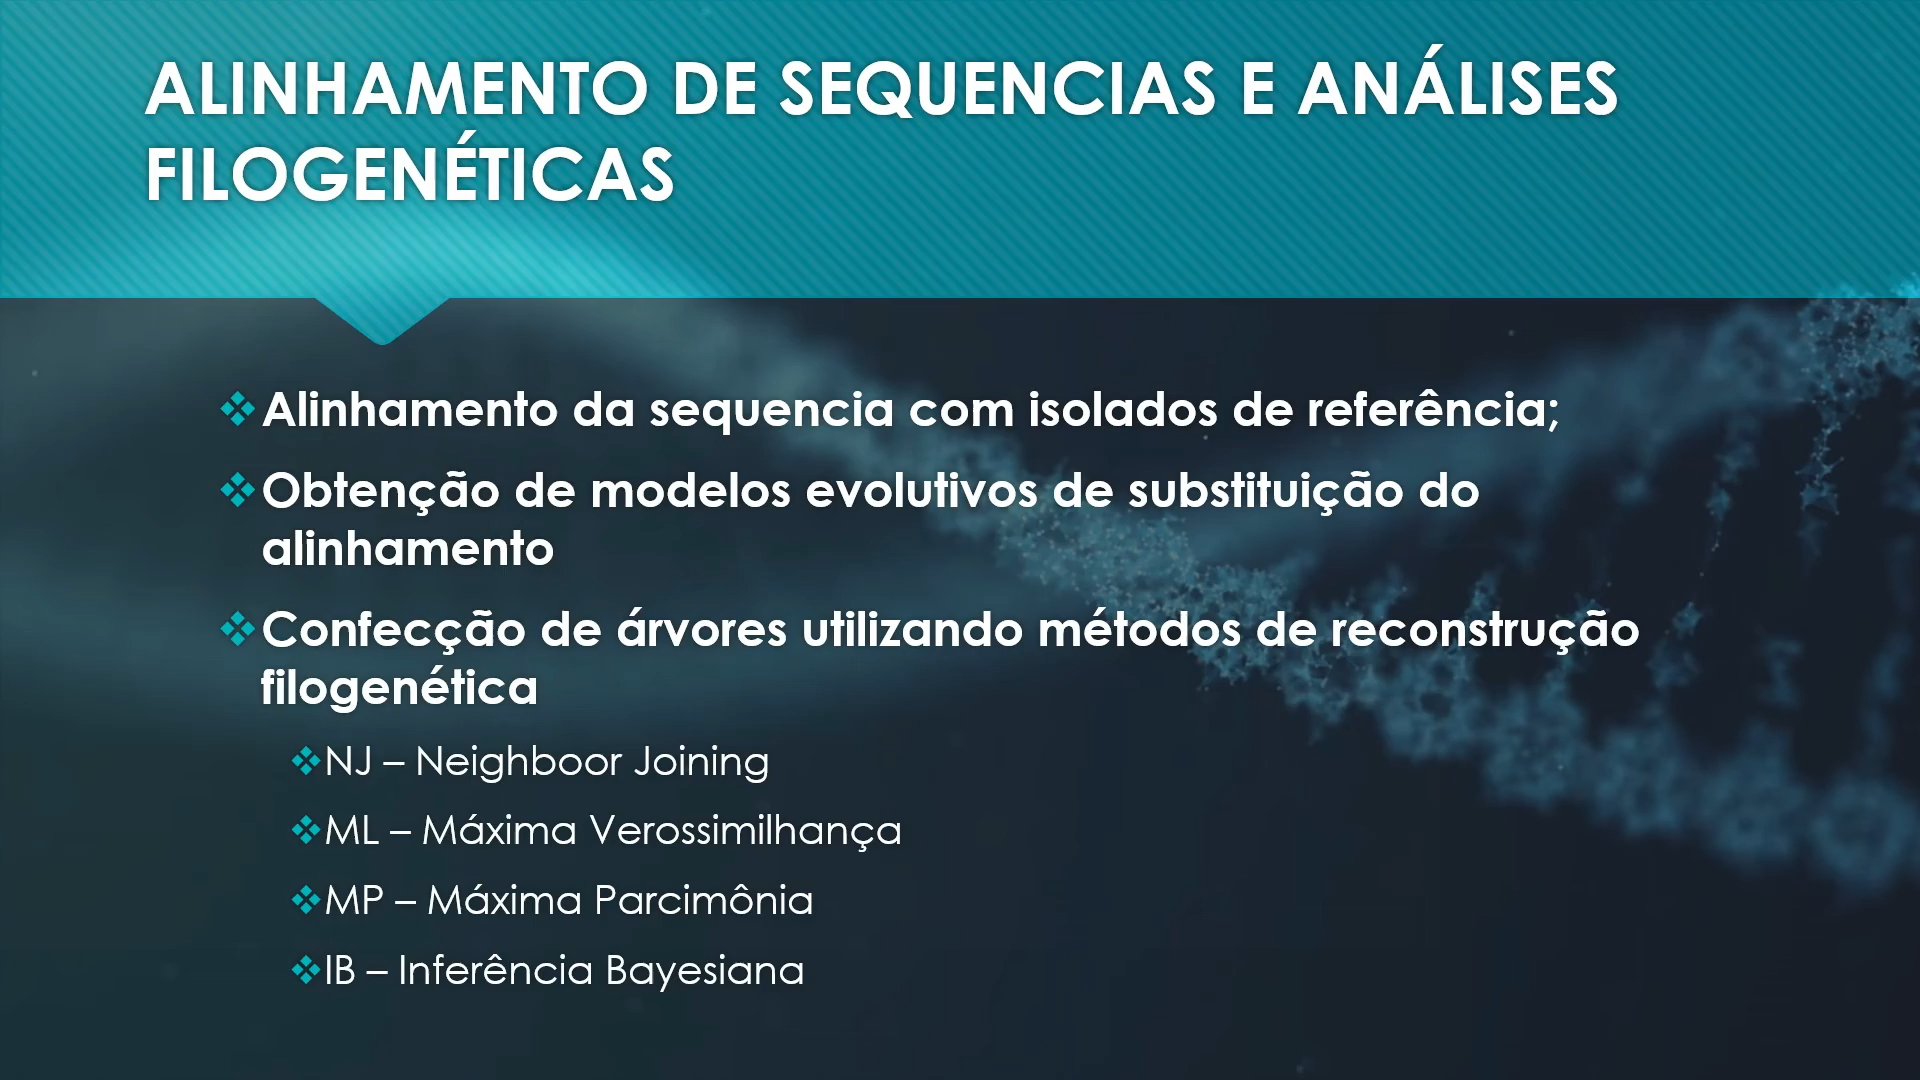 ALINHAMENTO DE SEQUENCIAS E ANÁLISES
FILOGENÉTICAS
❖Alinhamento da sequencia com isolados de referência;
❖Obtenção de modelos evolutivos de substituição do
alinhamento
❖Confecção de árvores utilizando métodos de reconstrução
filogenética
❖NJ – Neighboor Joining
❖ML – Máxima Verossimilhança
❖MP – Máxima Parcimônia
❖IB – Inferência Bayesiana